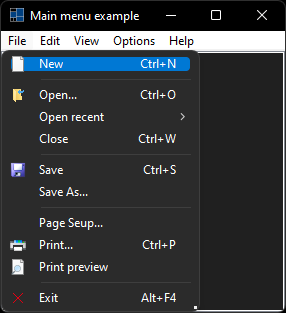 Main menu example
File Edit View Options Help
New Ctrl+N
Open... Ctrl+O
Open recent
Close Ctrl+W
Save Ctrl+S
Save As...
Page Seup...
Print... Ctrl+P
Print preview
Exit Alt+F4